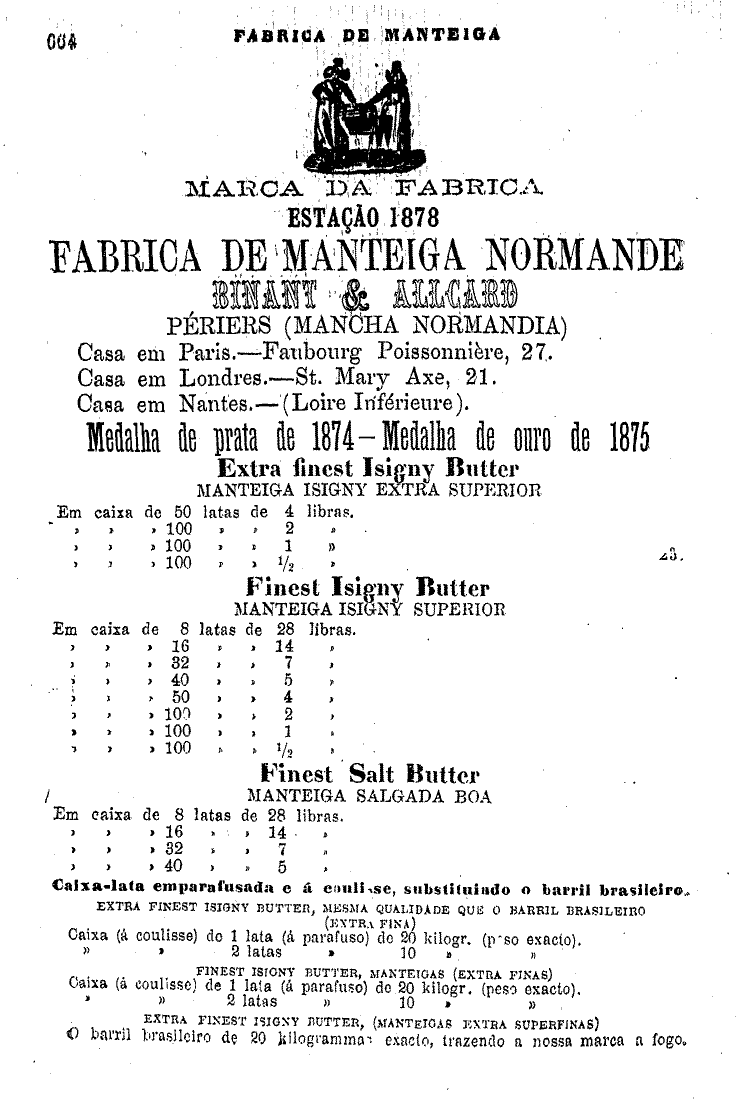 664 FABRICA DE MANTEIGA
MARCA DA FABRICA
ESTAÇÃO 1878
FABRICA DE MANTEIGA NORMANDE
BINANT & ALLCARD
PÉRIERS (MANCHA NORMANDIA)
Casa em Paris.—Faubourg Poissonnière, 27.
Casa em Londres.—St. Mary Axe, 21.
Casa em Nantes.—(Loire Inférieure).
Medalha de prata de 1874—Medalha de ouro de 1875
Extra finest Isigny Butter
MANTEIGA ISIGNY EXTRA SUPERIOR
Em caixa de 50 latas de 4 libras.
» » » 100 » » 2 »
» » » 100 » » 1 »
» » » 100 » » 1/2 »
Finest Isigny Butter
MANTEIGA ISIGNY SUPERIOR
Em caixa de 8 latas de 28 libras.
» » » 16 » » 14 »
» » » 32 » » 7 »
» » » 40 » » 5 »
» » » 50 » » 4 »
» » » 100 » » 2 »
» » » 100 » » 1 »
» » » 100 » » 1/2 »
Finest Salt Butter
MANTEIGA SALGADA BOA
Em caixa de 8 latas de 28 libras.
» » » 16 » » 14 »
» » » 32 » » 7 »
» » » 40 » » 5 »
Caixa-lata emparafusada e á coulisse, substituindo o barril brasileiro.
EXTRA FINEST ISIGNY BUTTER, MESMA QUALIDADE QUE O BARRIL BRASILEIRO
(EXTRA FINA)
Caixa (á coulisse) de 1 lata (á parafuso) de 20 kilogr. (peso exacto).
» » 2 latas » 10 » »
FINEST ISIGNY BUTTER, MANTEIGAS (EXTRA FINAS)
Caixa (á coulisse) de 1 lata (á parafuso) de 20 kilogr. (peso exacto).
» » 2 latas » 10 » »
EXTRA FINEST ISIGNY BUTTER, (MANTEIGAS EXTRA SUPERFINAS)
O barril brasileiro de 20 kilogrammas exacto, trazendo a nossa marca a fogo.